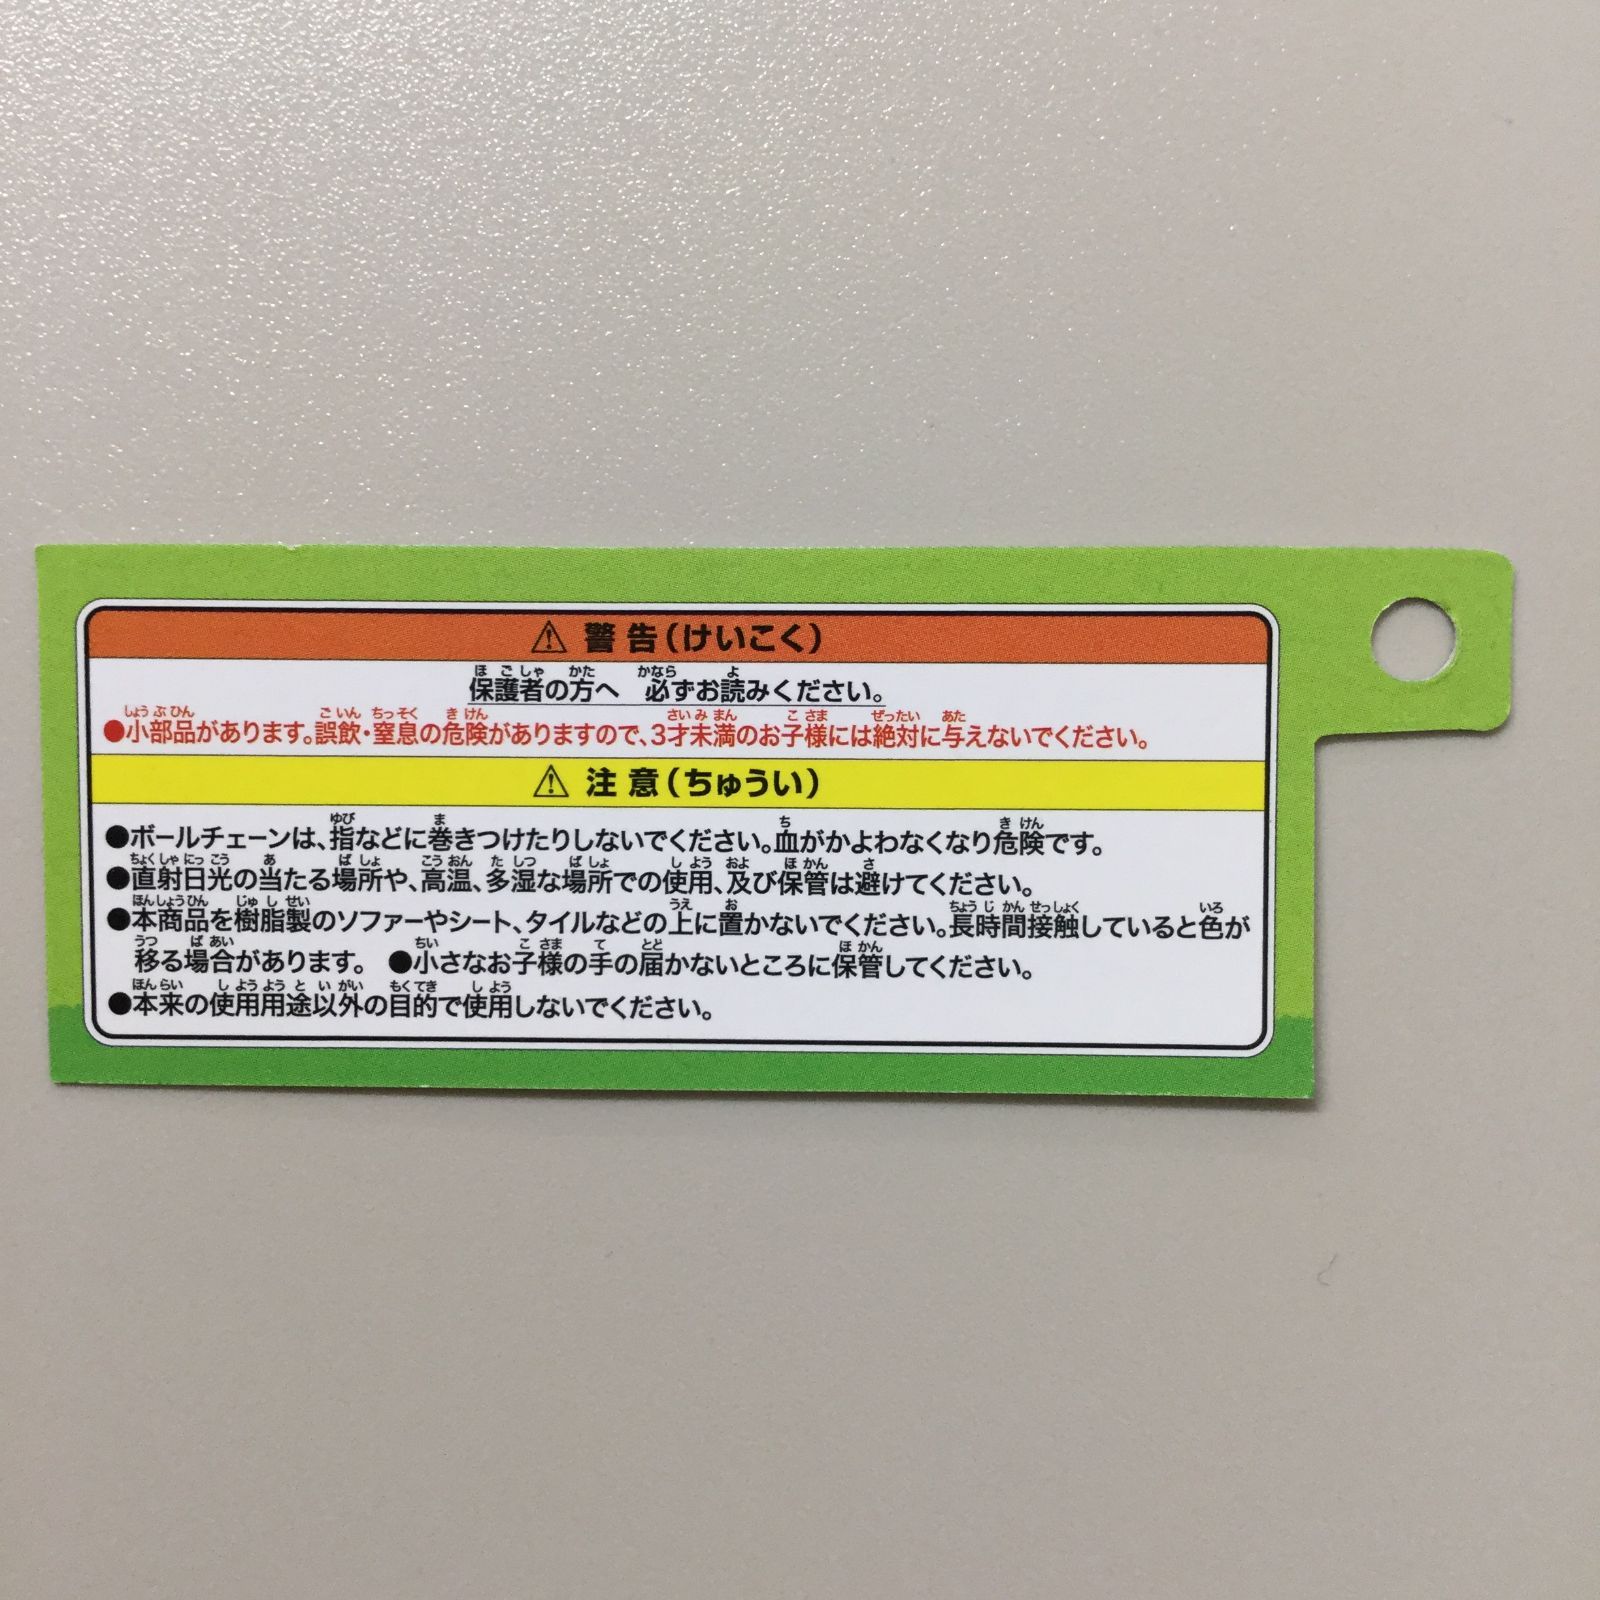 ⚠ 警告(けいこく)
保護者の方へ 必ずお読みください。
●小部品があります。誤飲・窒息の危険がありますので、3才未満のお子様には絶対に与えないでください。
⚠ 注意(ちゅうい)
●ボールチェーンは、指などに巻きつけたりしないでください。血がかよわなくなり危険です。
●直射日光の当たる場所や、高温、多湿な場所での使用、及び保管は避けてください。
●本商品を樹脂製のソファーやシート、タイルなどの上に置かないでください。長時間接触していると色が
移る場合があります。 ●小さなお子様の手の届かないところに保管してください。
●本来の使用用途以外の目的で使用しないでください。